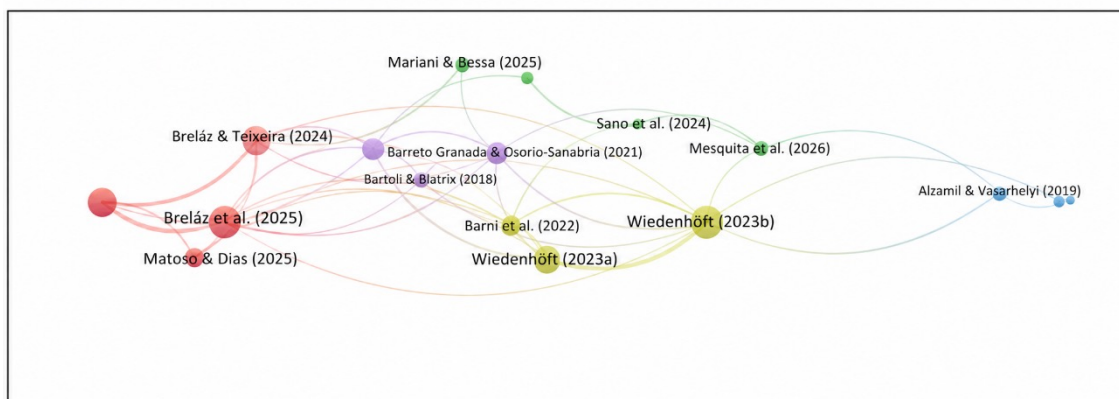 Mariani & Bessa (2025)
Breláz & Teixeira (2024)
Sano et al. (2024)
Barreto Granada & Osorio-Sanabria (2021)
Mesquita et al. (2026)
Bartoli & Blatrix (2018)
Alzamil & Vasarhelyi (2019)
Breláz et al. (2025)
Barni et al. (2022)
Wiedenhöft (2023b)
Matoso & Dias (2025)
Wiedenhöft (2023a)